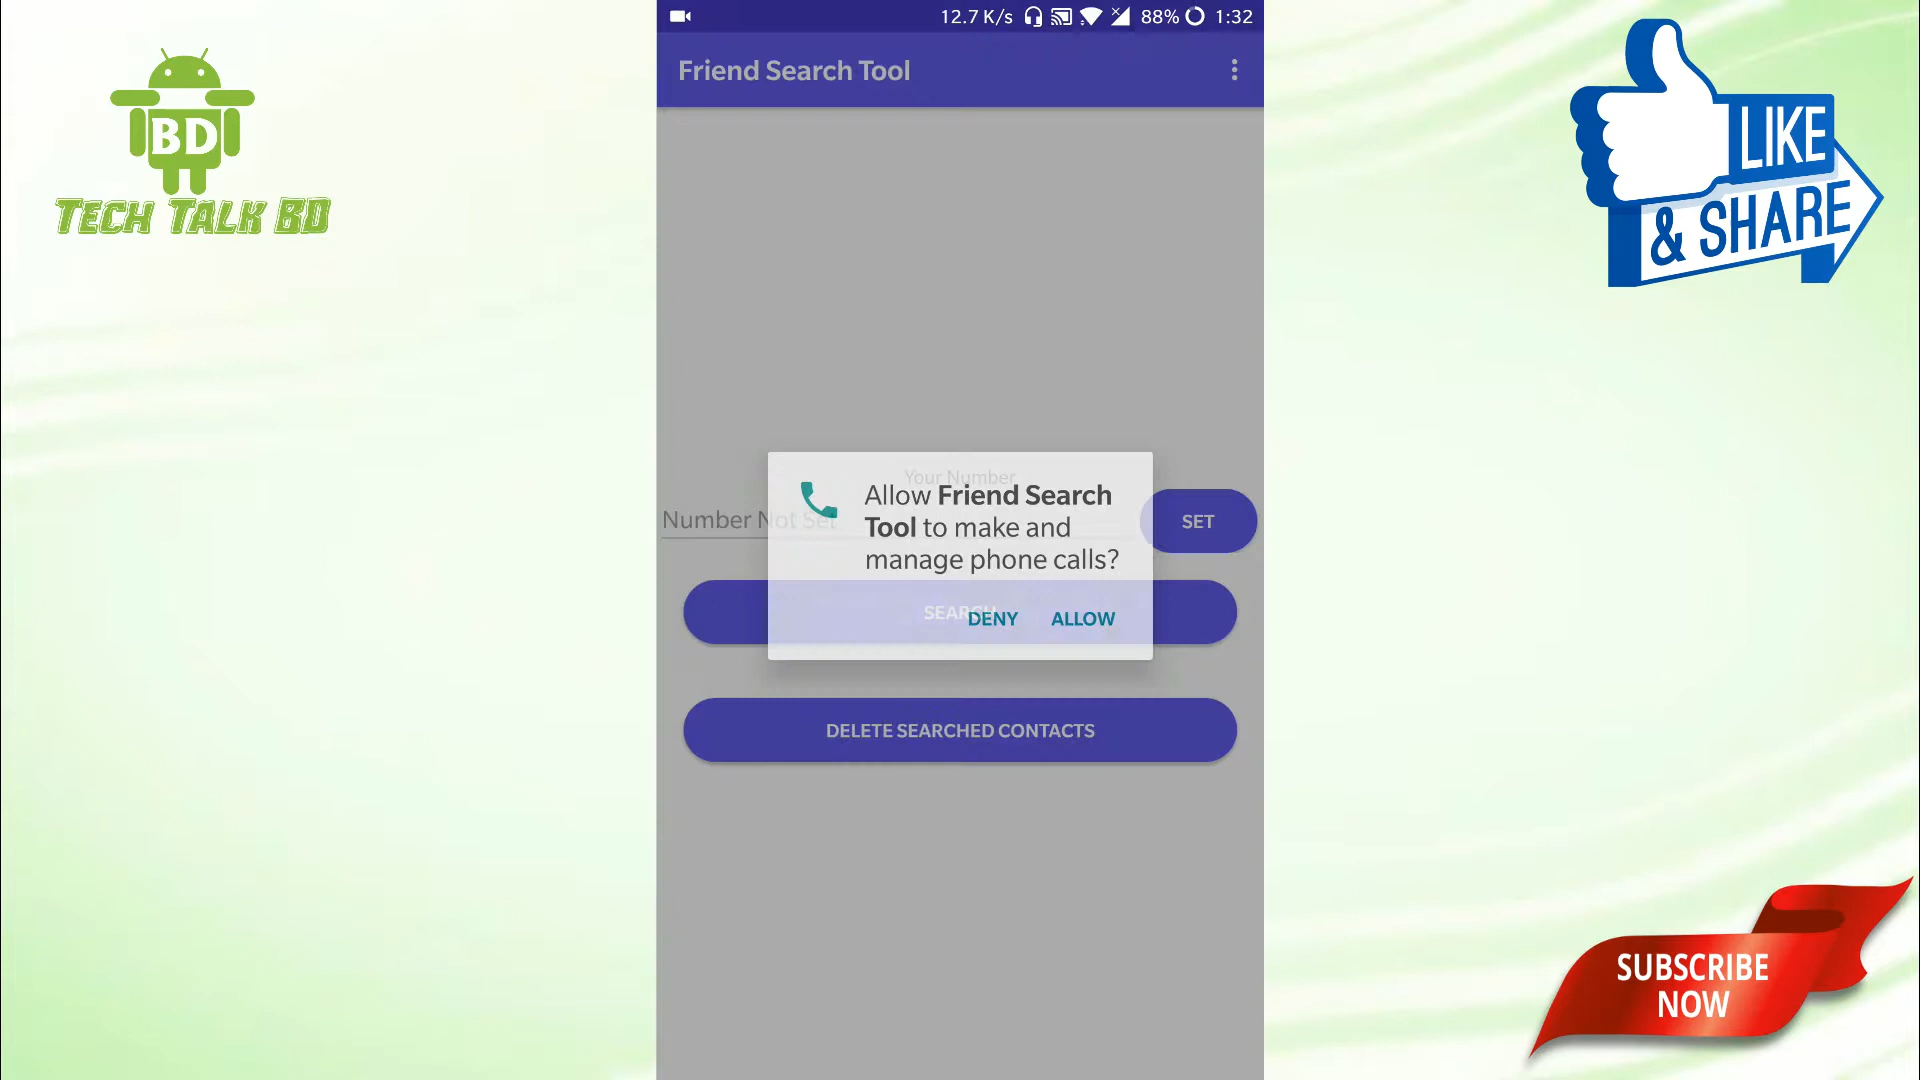 BD
TECH TALK BD
12.7 K/s 88% 1:32
Friend Search Tool
Your Number
Number Not Set
SET
Allow Friend Search
Tool to make and
manage phone calls?
SEARCH
DENY ALLOW
DELETE SEARCHED CONTACTS
LIKE
& SHARE
SUBSCRIBE
NOW